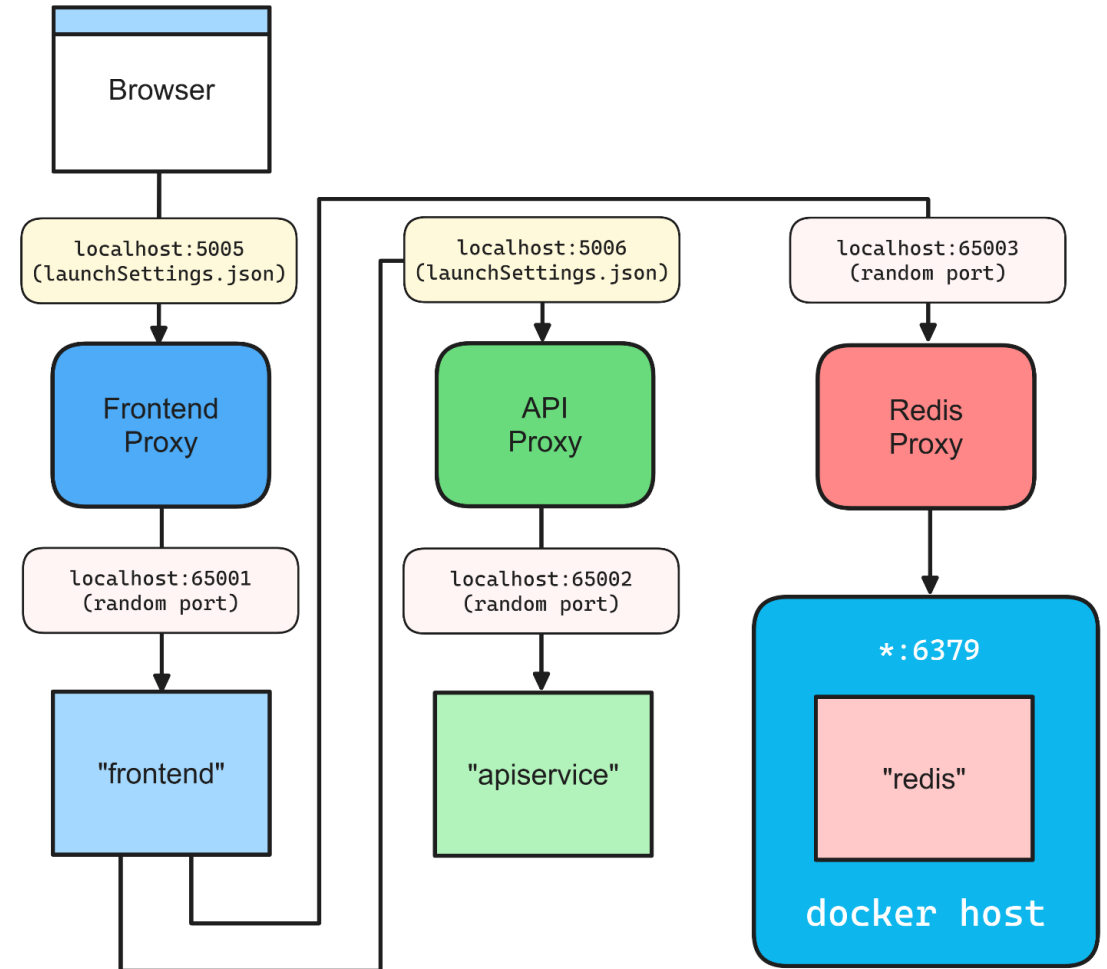 Browser
localhost:5005
(launchSettings.json)
localhost:5006
(launchSettings.json)
localhost:65003
(random port)
Frontend
Proxy
API
Proxy
Redis
Proxy
localhost:65001
(random port)
localhost:65002
(random port)
*:6379
"frontend"
"apiservice"
"redis"
docker host